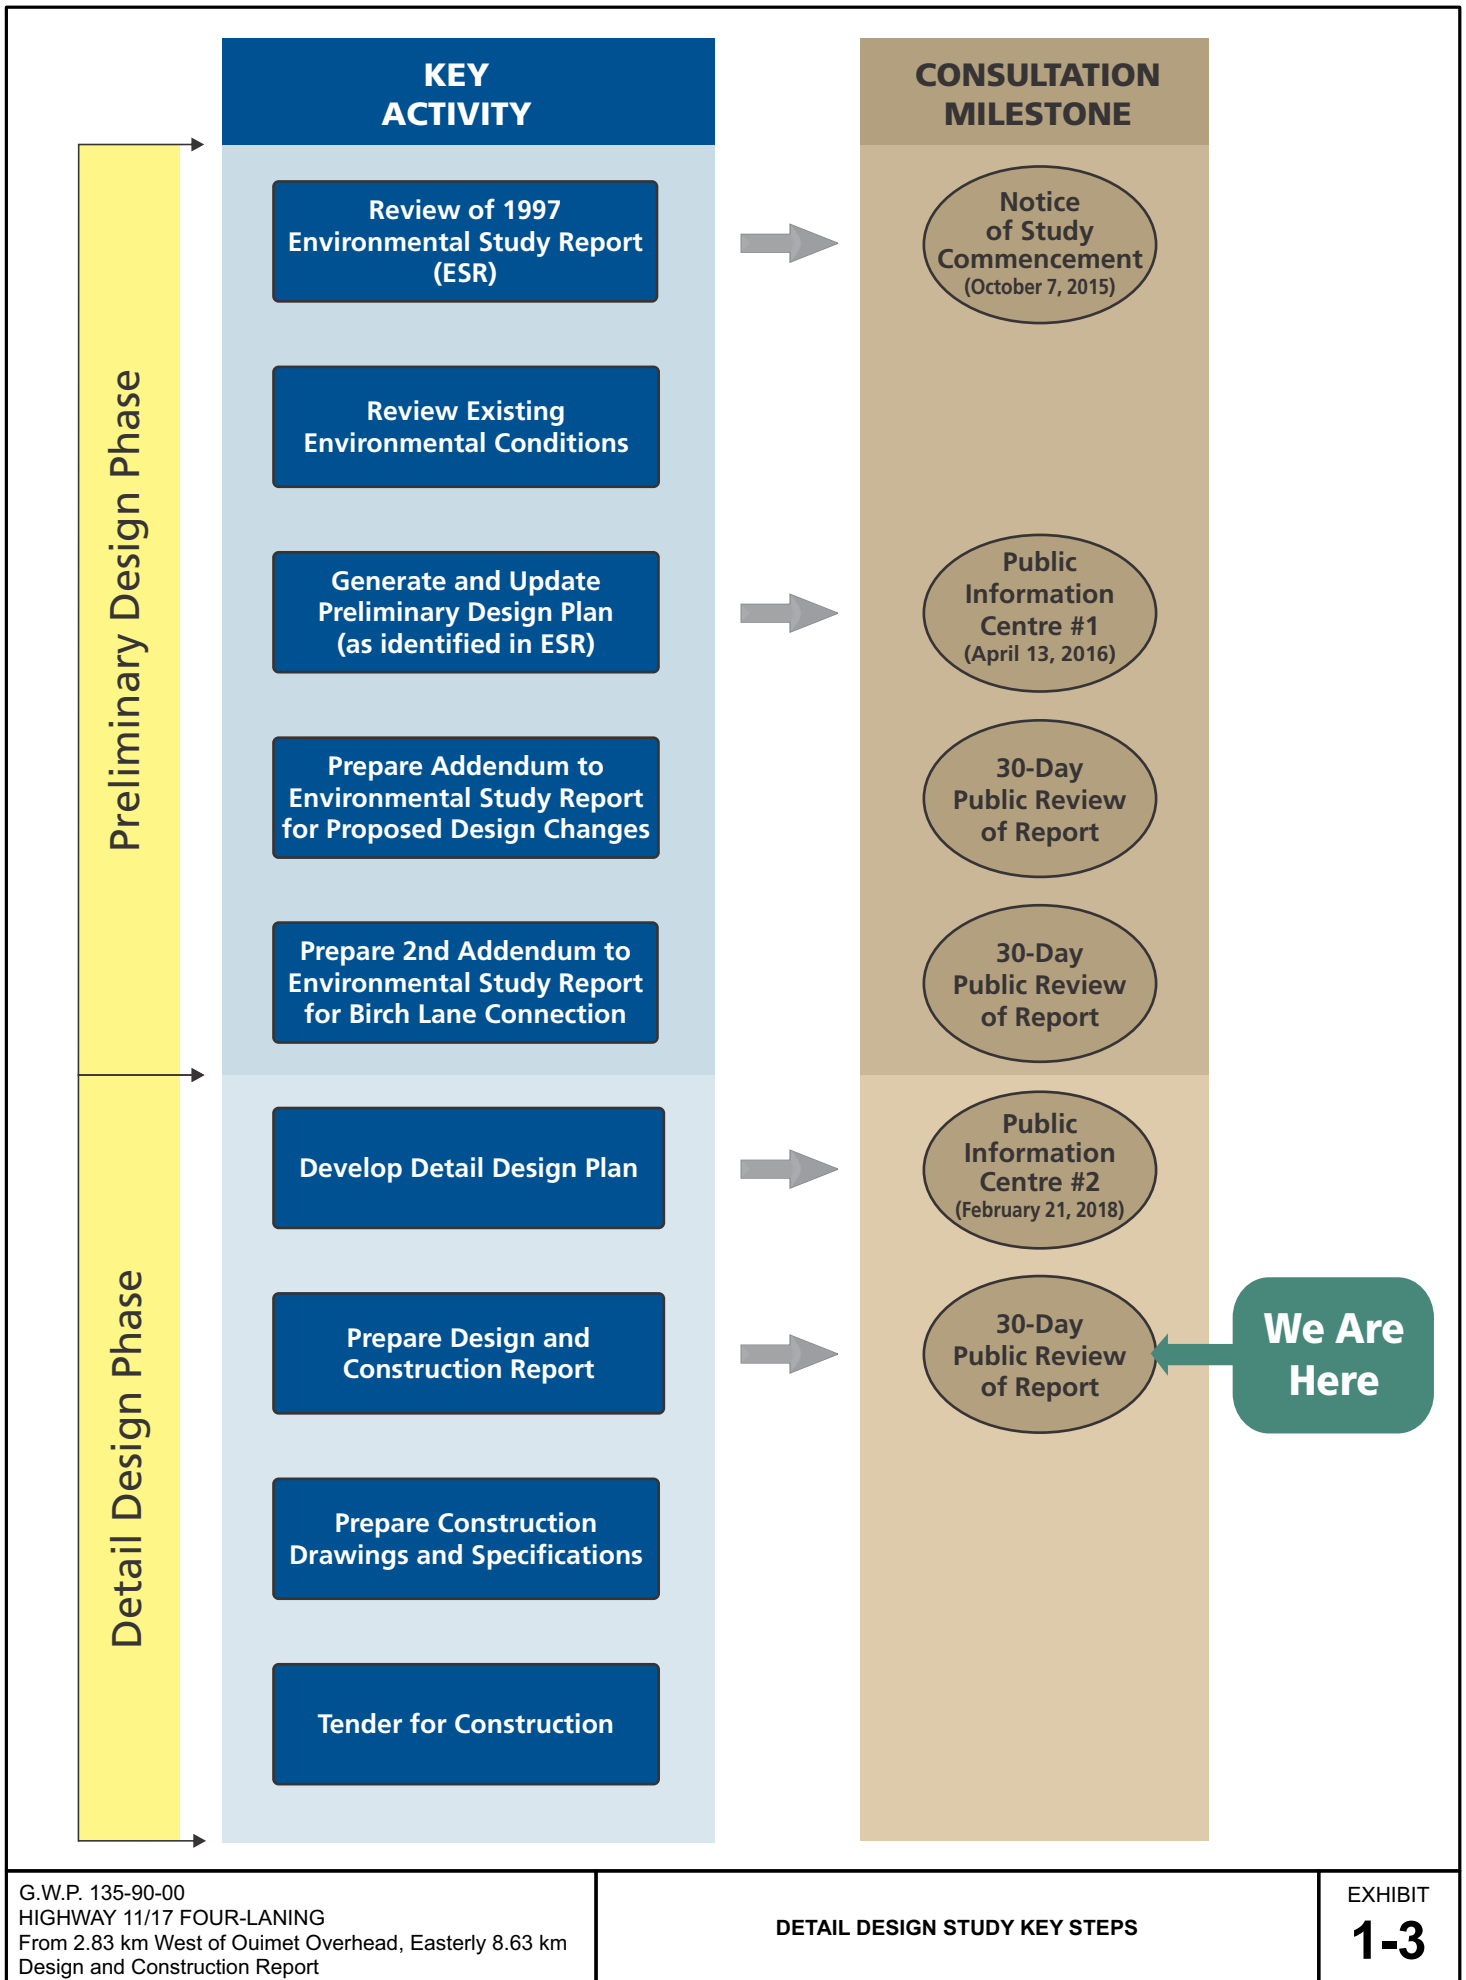 KEY
ACTIVITY
CONSULTATION
MILESTONE
Preliminary Design Phase
Review of 1997
Environmental Study Report
(ESR)
Notice
of Study
Commencement
(October 7, 2015)
Review Existing
Environmental Conditions
Generate and Update
Preliminary Design Plan
(as identified in ESR)
Public
Information
Centre #1
(April 13, 2016)
Prepare Addendum to
Environmental Study Report
for Proposed Design Changes
30-Day
Public Review
of Report
Prepare 2nd Addendum to
Environmental Study Report
for Birch Lane Connection
30-Day
Public Review
of Report
Detail Design Phase
Develop Detail Design Plan
Public
Information
Centre #2
(February 21, 2018)
Prepare Design and
Construction Report
30-Day
Public Review
of Report
We Are
Here
Prepare Construction
Drawings and Specifications
Tender for Construction
G.W.P. 135-90-00
HIGHWAY 11/17 FOUR-LANING
From 2.83 km West of Ouimet Overhead, Easterly 8.63 km
Design and Construction Report
DETAIL DESIGN STUDY KEY STEPS
EXHIBIT
1-3